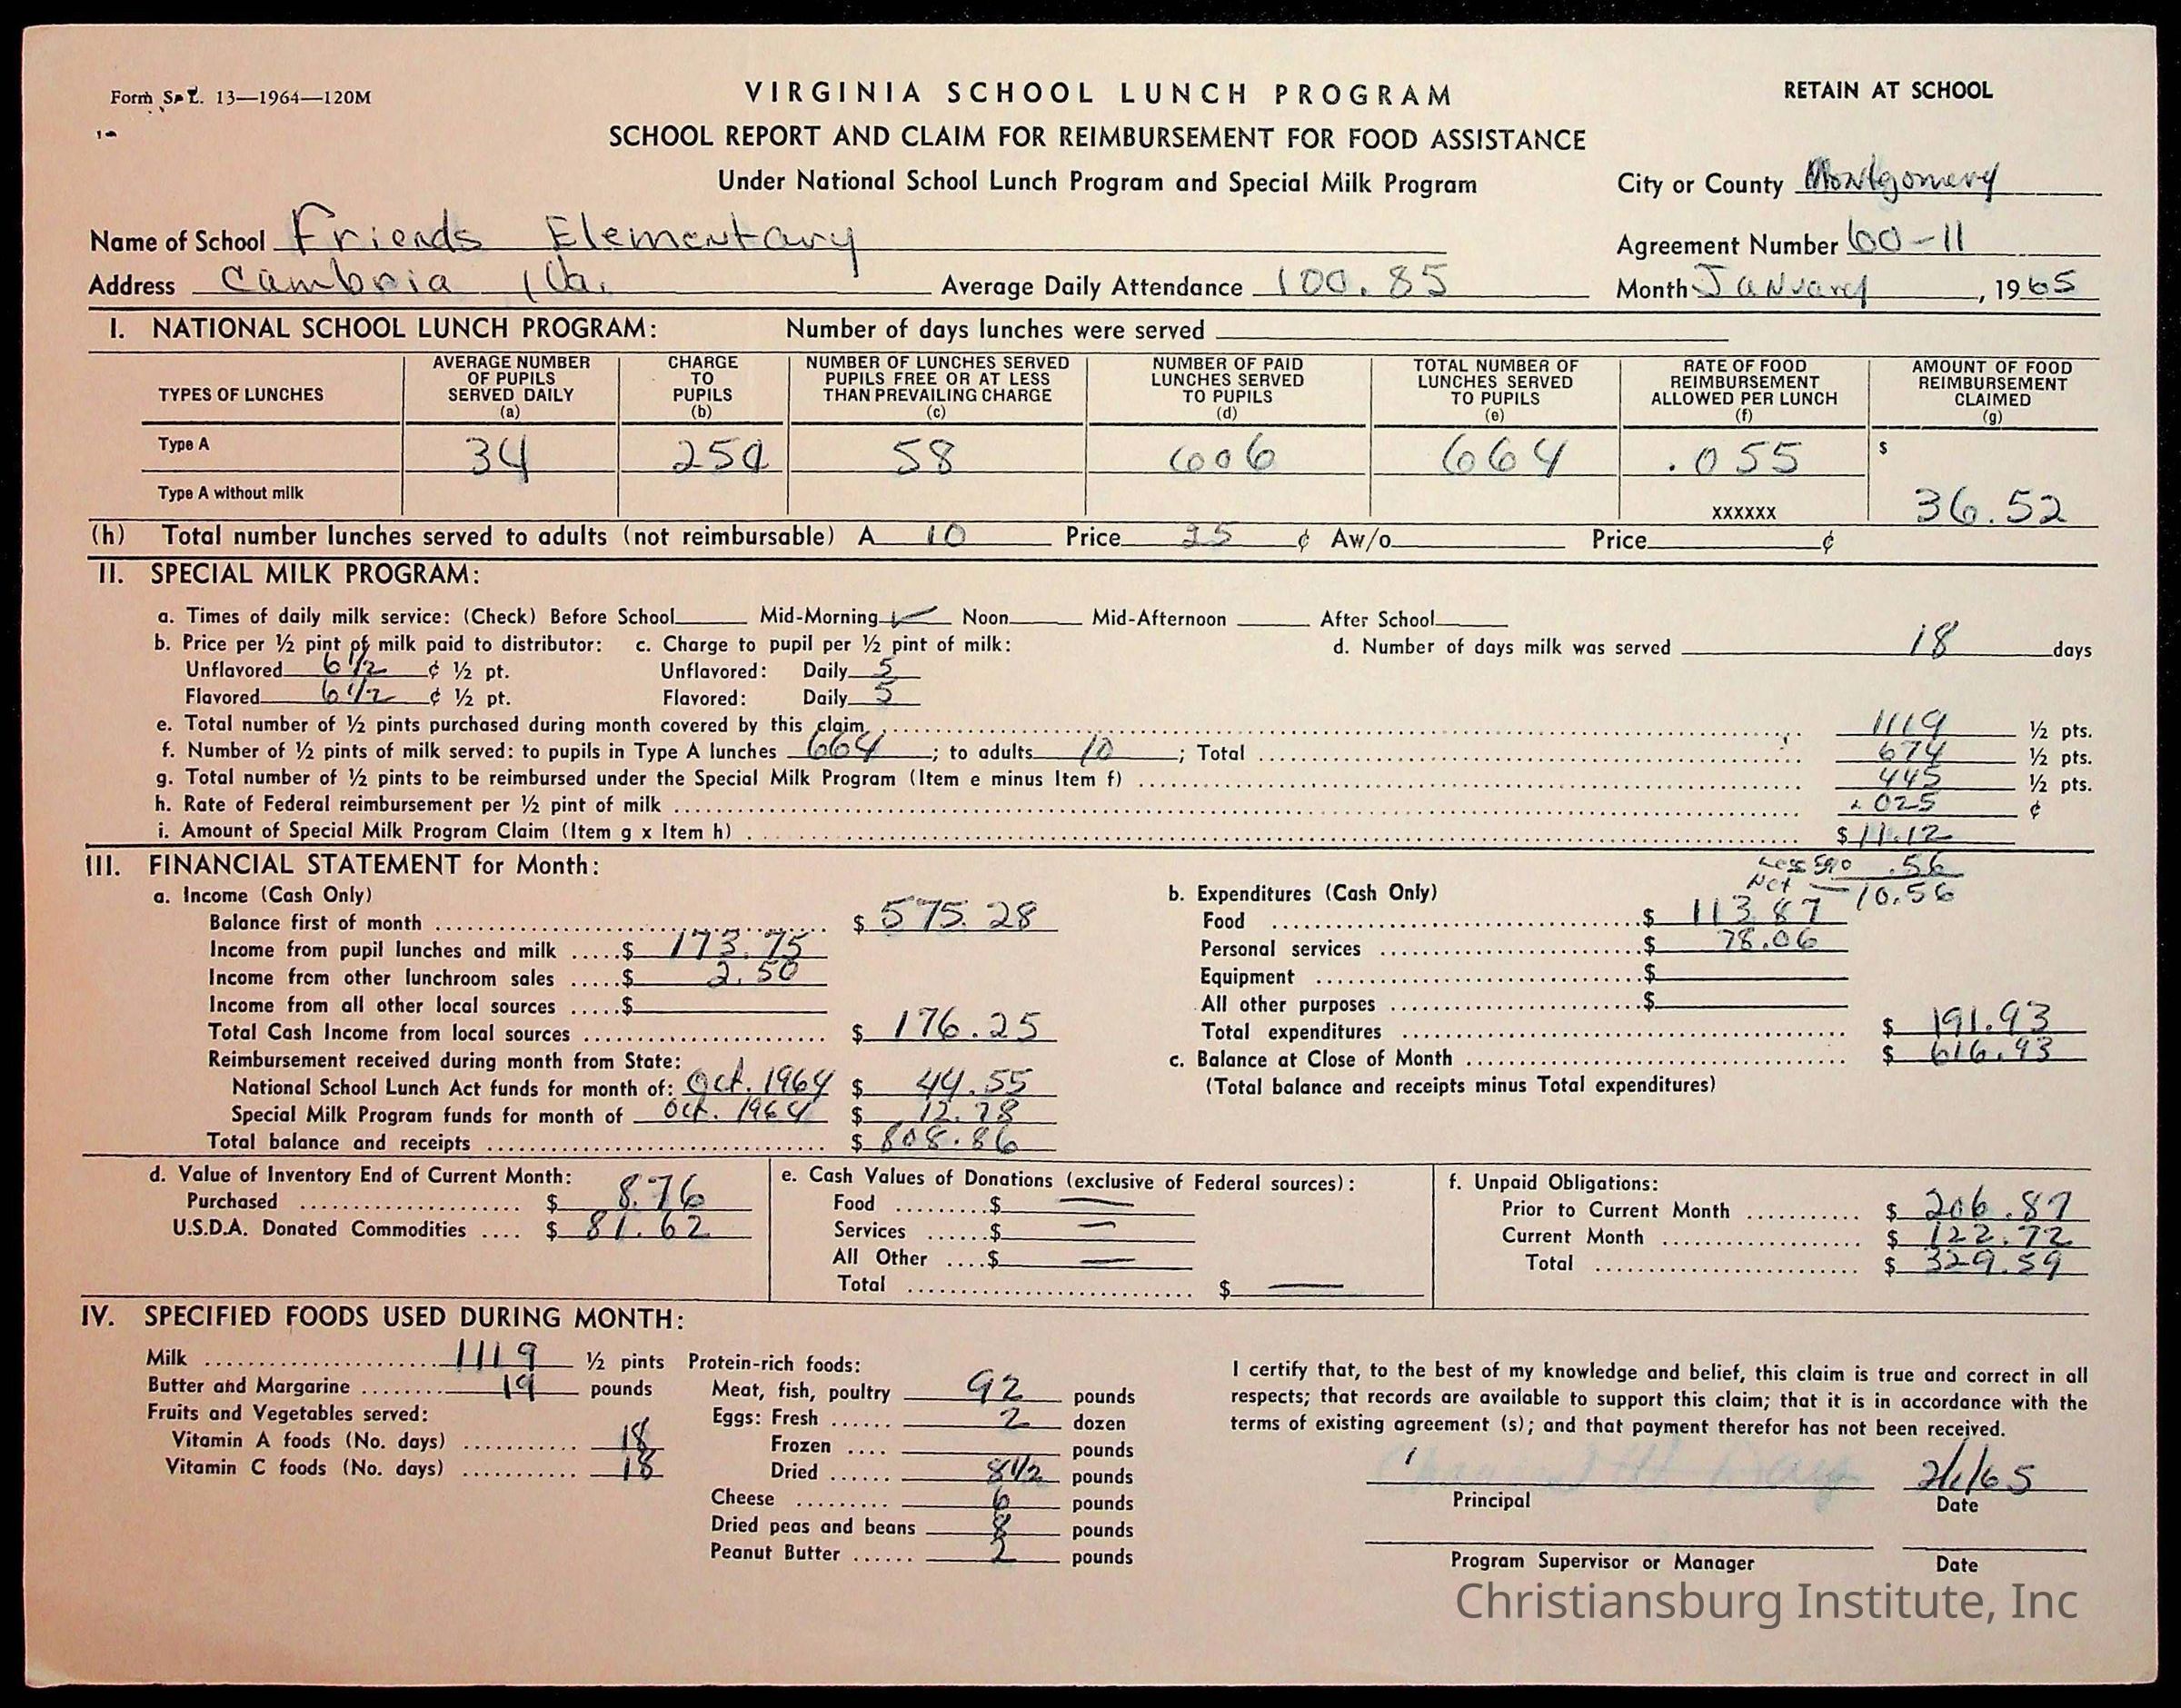 Form S. L. 13—1964—120M
VIRGINIA SCHOOL LUNCH PROGRAM
RETAIN AT SCHOOL
SCHOOL REPORT AND CLAIM FOR REIMBURSEMENT FOR FOOD ASSISTANCE
Under National School Lunch Program and Special Milk Program
City or County Montgomery
Name of School Friends Elementary
Agreement Number 60-11
Address Cambria Va.
Average Daily Attendance 100.85
Month January, 1965
I. NATIONAL SCHOOL LUNCH PROGRAM: Number of days lunches were served
TYPES OF LUNCHES
AVERAGE NUMBER OF PUPILS SERVED DAILY (a)
CHARGE TO PUPILS (b)
NUMBER OF LUNCHES SERVED PUPILS FREE OR AT LESS THAN PREVAILING CHARGE (c)
NUMBER OF PAID LUNCHES SERVED TO PUPILS (d)
TOTAL NUMBER OF LUNCHES SERVED TO PUPILS (e)
RATE OF FOOD REIMBURSEMENT ALLOWED PER LUNCH (f)
AMOUNT OF FOOD REIMBURSEMENT CLAIMED (g)
Type A 34 25¢ 58 606 664 .055 $
Type A without milk xxxxxx 36.52
(h) Total number lunches served to adults (not reimbursable) A 10 Price 25 ¢ Aw/o Price ¢
II. SPECIAL MILK PROGRAM:
a. Times of daily milk service: (Check) Before School Mid-Morning ✓ Noon Mid-Afternoon After School
b. Price per ½ pint of milk paid to distributor: c. Charge to pupil per ½ pint of milk: d. Number of days milk was served 18 days
Unflavored 6 1/2 ¢ ½ pt. Unflavored: Daily 5
Flavored 6 1/2 ¢ ½ pt. Flavored: Daily 5
e. Total number of ½ pints purchased during month covered by this claim 1119 ½ pts.
f. Number of ½ pints of milk served: to pupils in Type A lunches 664; to adults 10; Total 674 ½ pts.
g. Total number of ½ pints to be reimbursed under the Special Milk Program (Item e minus Item f) 445 ½ pts.
h. Rate of Federal reimbursement per ½ pint of milk .025 ¢
i. Amount of Special Milk Program Claim (Item g x Item h) $ 11.12
III. FINANCIAL STATEMENT for Month:
Less 5% .56
Net — 10.56
a. Income (Cash Only)
Balance first of month $ 575.28
Income from pupil lunches and milk $ 173.75
Income from other lunchroom sales $ 2.50
Income from all other local sources $
Total Cash Income from local sources $ 176.25
Reimbursement received during month from State:
National School Lunch Act funds for month of: Oct. 1964 $ 44.55
Special Milk Program funds for month of Oct. 1964 $ 12.78
Total balance and receipts $ 808.86
b. Expenditures (Cash Only)
Food $ 113.87
Personal services $ 78.06
Equipment $
All other purposes $
Total expenditures $ 191.93
c. Balance at Close of Month $ 616.93
(Total balance and receipts minus Total expenditures)
d. Value of Inventory End of Current Month:
Purchased $ 8.76
U.S.D.A. Donated Commodities $ 81.62
e. Cash Values of Donations (exclusive of Federal sources):
Food $ —
Services $ —
All Other $ —
Total $ —
f. Unpaid Obligations:
Prior to Current Month $ 206.87
Current Month $ 122.72
Total $ 329.59
IV. SPECIFIED FOODS USED DURING MONTH:
Milk 1119 ½ pints
Butter and Margarine 19 pounds
Fruits and Vegetables served:
Vitamin A foods (No. days) 18
Vitamin C foods (No. days) 18
Protein-rich foods:
Meat, fish, poultry 92 pounds
Eggs: Fresh 2 dozen
Frozen pounds
Dried 8 1/2 pounds
Cheese 6 pounds
Dried peas and beans 8 pounds
Peanut Butter 2 pounds
I certify that, to the best of my knowledge and belief, this claim is true and correct in all
respects; that records are available to support this claim; that it is in accordance with the
terms of existing agreement (s); and that payment therefor has not been received.
2/1/65
Principal Date
Program Supervisor or Manager Date
Christiansburg Institute, Inc